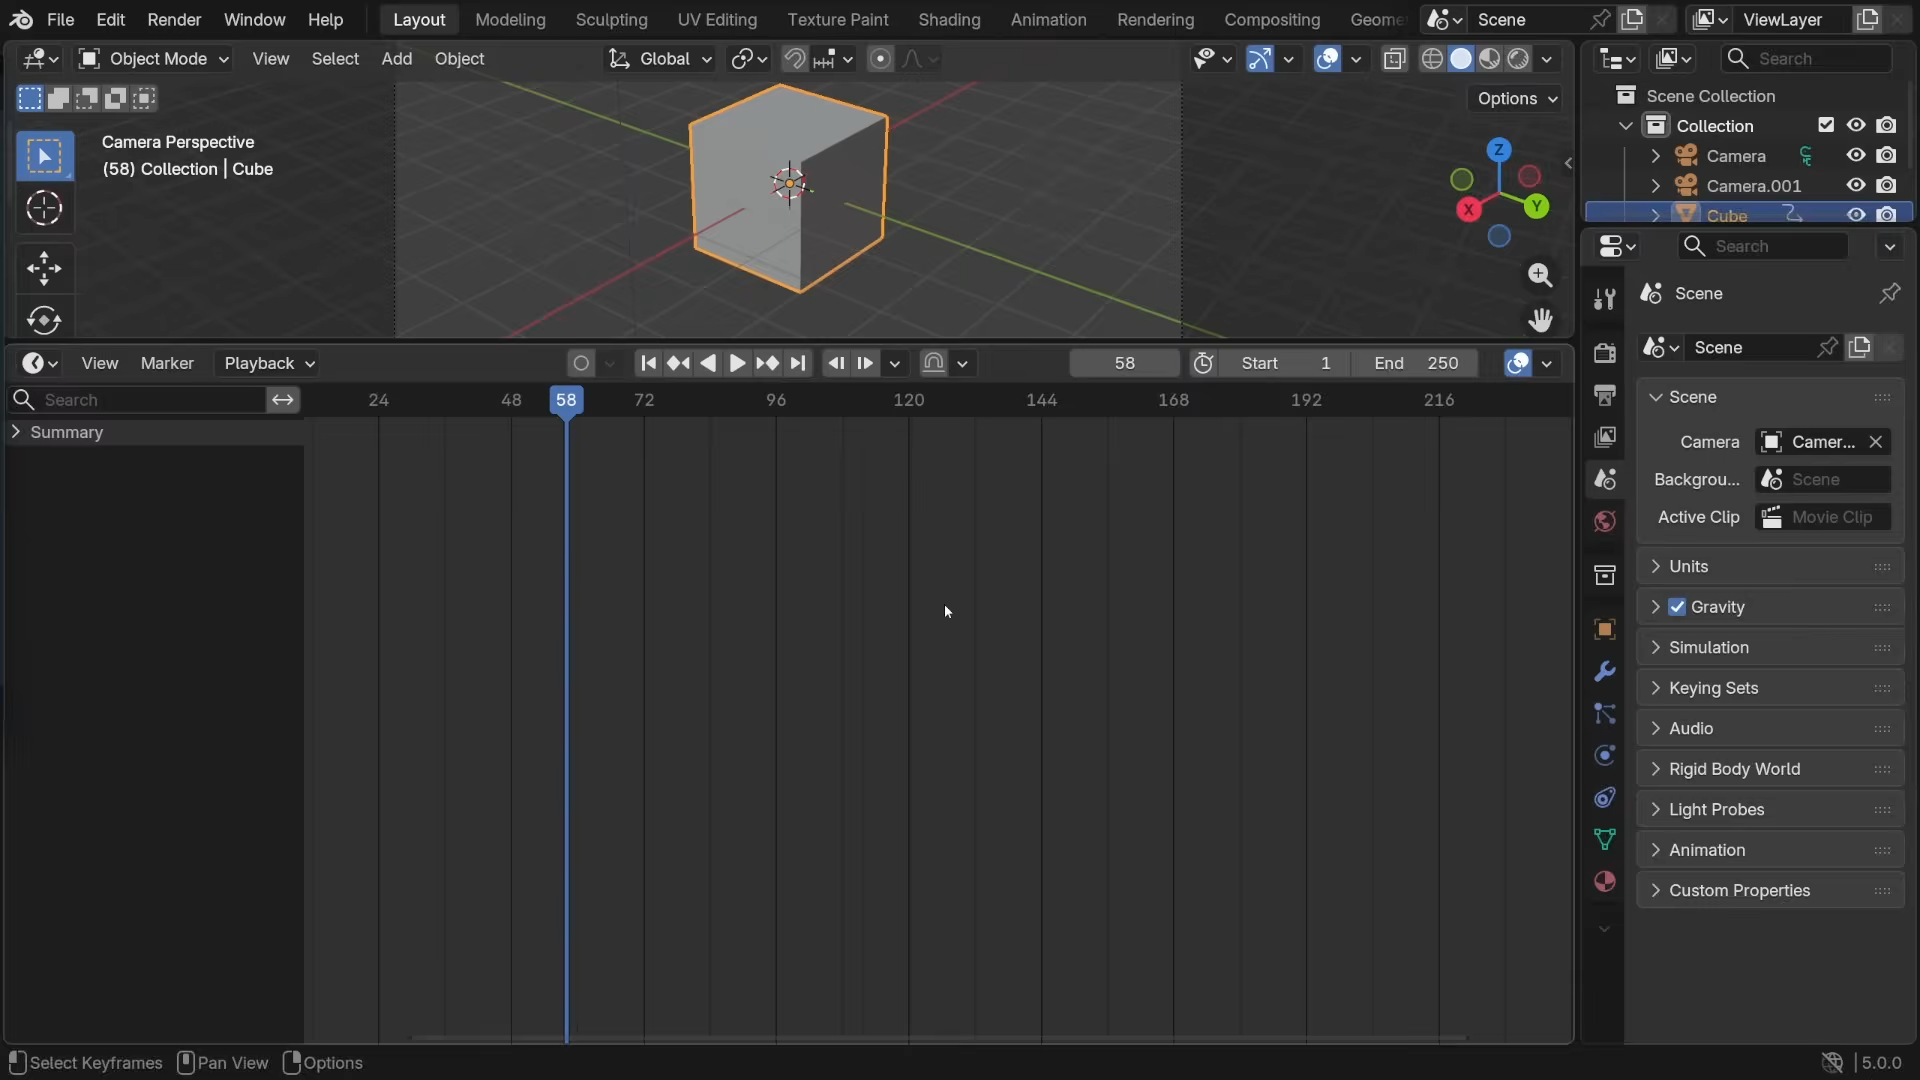 File Edit Render Window Help Layout Modeling Sculpting UV Editing Texture Paint Shading Animation Rendering Compositing Geome Scene ViewLayer
Object Mode View Select Add Object Global Search
Options
Camera Perspective
(58) Collection | Cube
Z
X
Y
Scene Collection
Collection
Camera
Camera.001
Cube
Search
Scene
Scene
Scene
Camera Camer...
Backgrou... Scene
Active Clip Movie Clip
Units
Gravity
Simulation
Keying Sets
Audio
Rigid Body World
Light Probes
Animation
Custom Properties
View Marker Playback 58 Start 1 End 250
Search 24 48 58 72 96 120 144 168 192 216
Summary
Select Keyframes Pan View Options 5.0.0